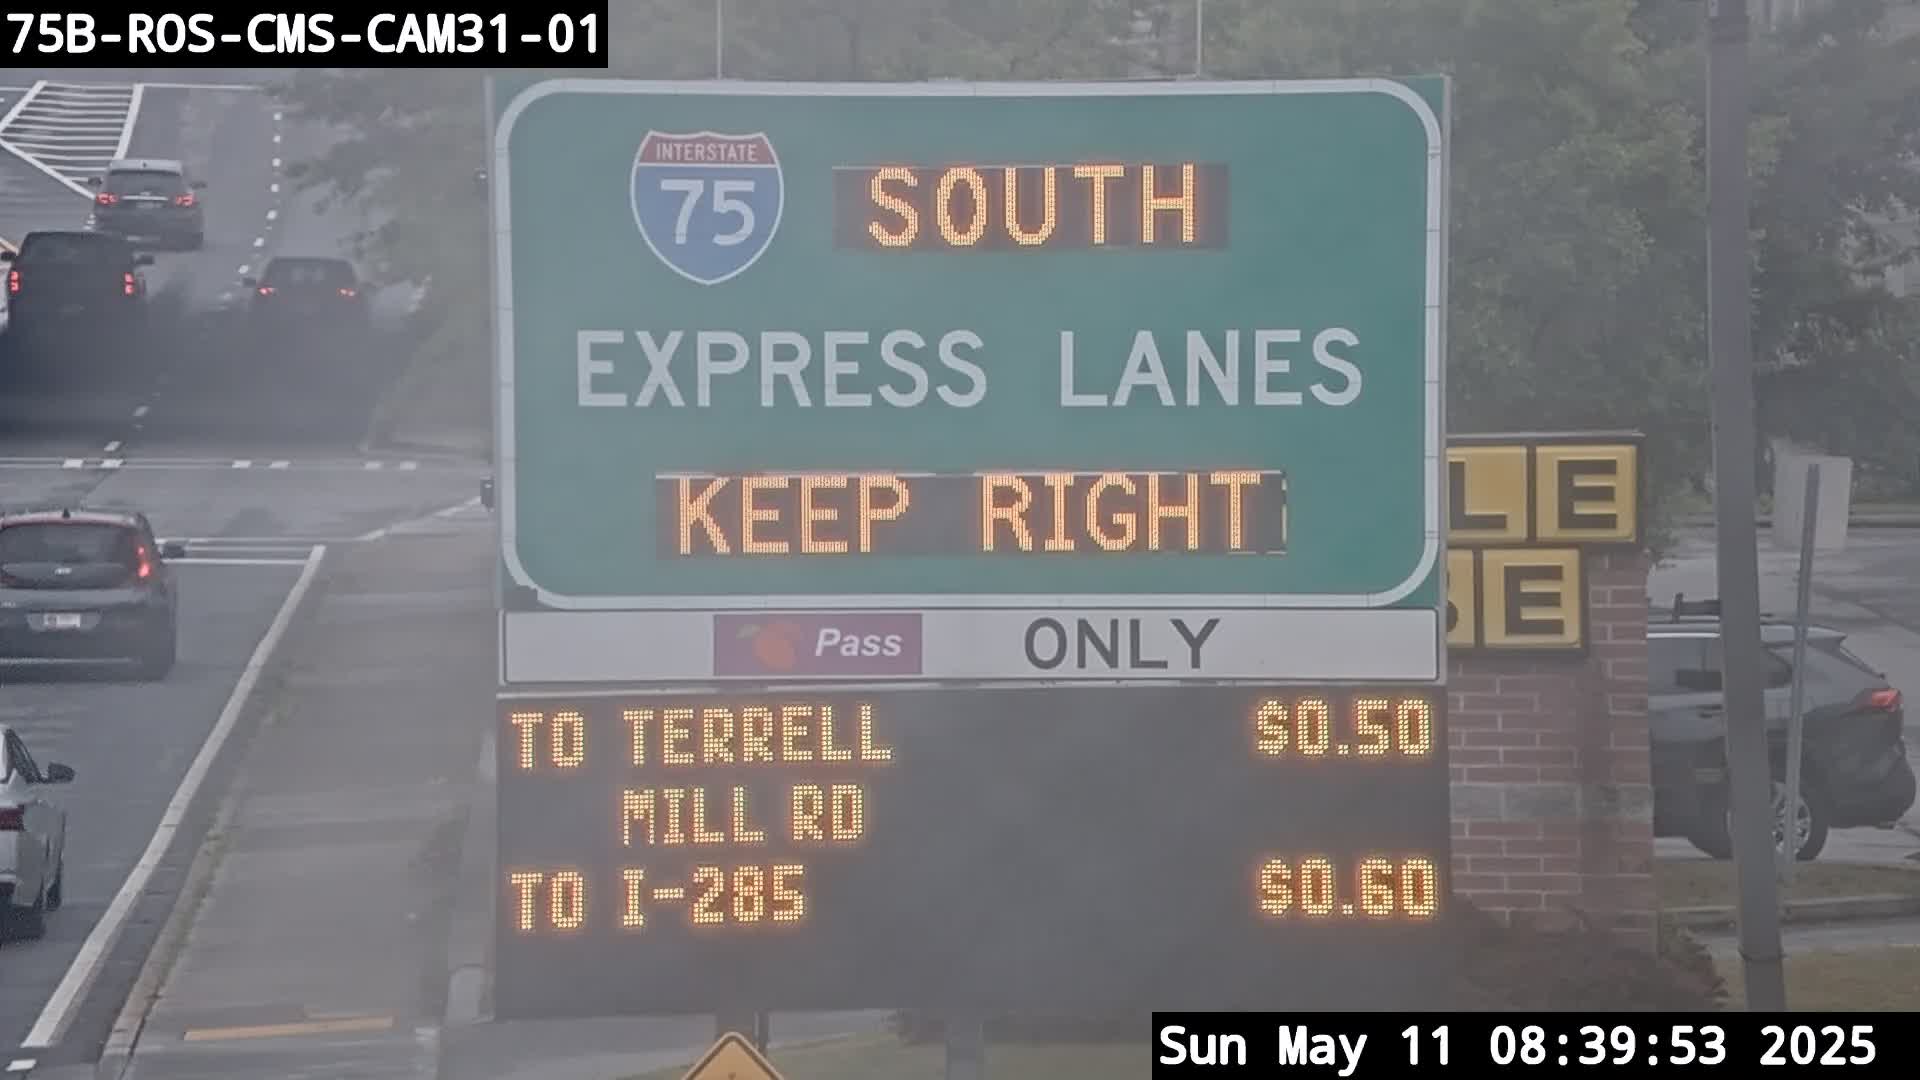 75B-ROS-CMS-CAM31-01
INTERSTATE
75
SOUTH
EXPRESS LANES
KEEP RIGHT
Pass ONLY
TO TERRELL $0.50
MILL RD
TO I-285 $0.60
LE
E
Sun May 11 08:39:53 2025